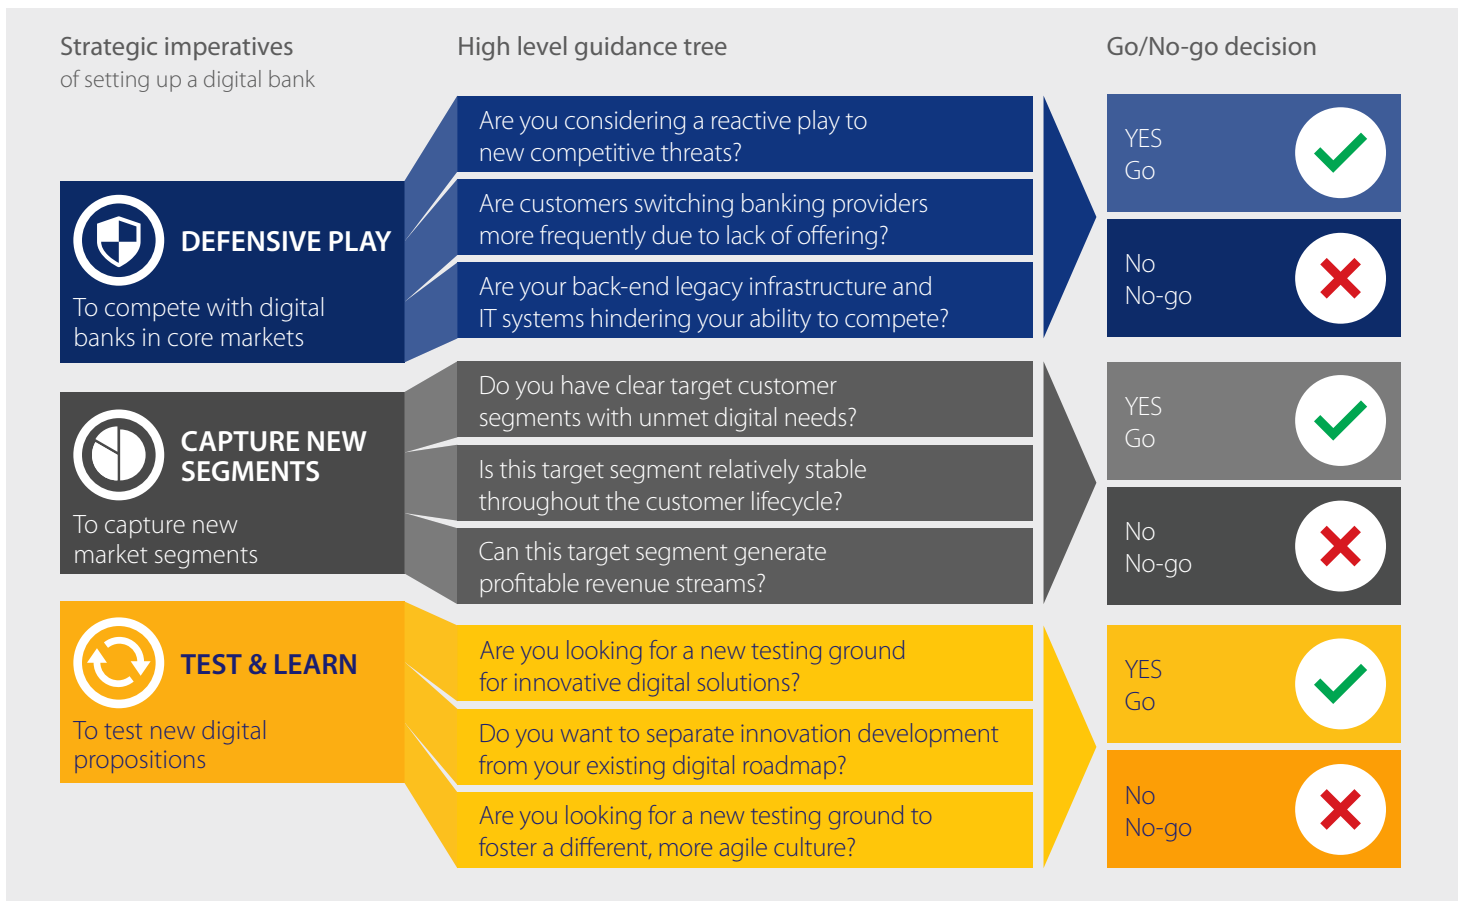 Strategic imperatives
of setting up a digital bank
High level guidance tree
Go/No-go decision
DEFENSIVE PLAY
To compete with digital
banks in core markets
Are you considering a reactive play to
new competitive threats?
Are customers switching banking providers
more frequently due to lack of offering?
Are your back-end legacy infrastructure and
IT systems hindering your ability to compete?
YES
Go
No
No-go
CAPTURE NEW
SEGMENTS
To capture new
market segments
Do you have clear target customer
segments with unmet digital needs?
Is this target segment relatively stable
throughout the customer lifecycle?
Can this target segment generate
profitable revenue streams?
YES
Go
No
No-go
TEST & LEARN
To test new digital
propositions
Are you looking for a new testing ground
for innovative digital solutions?
Do you want to separate innovation development
from your existing digital roadmap?
Are you looking for a new testing ground to
foster a different, more agile culture?
YES
Go
No
No-go